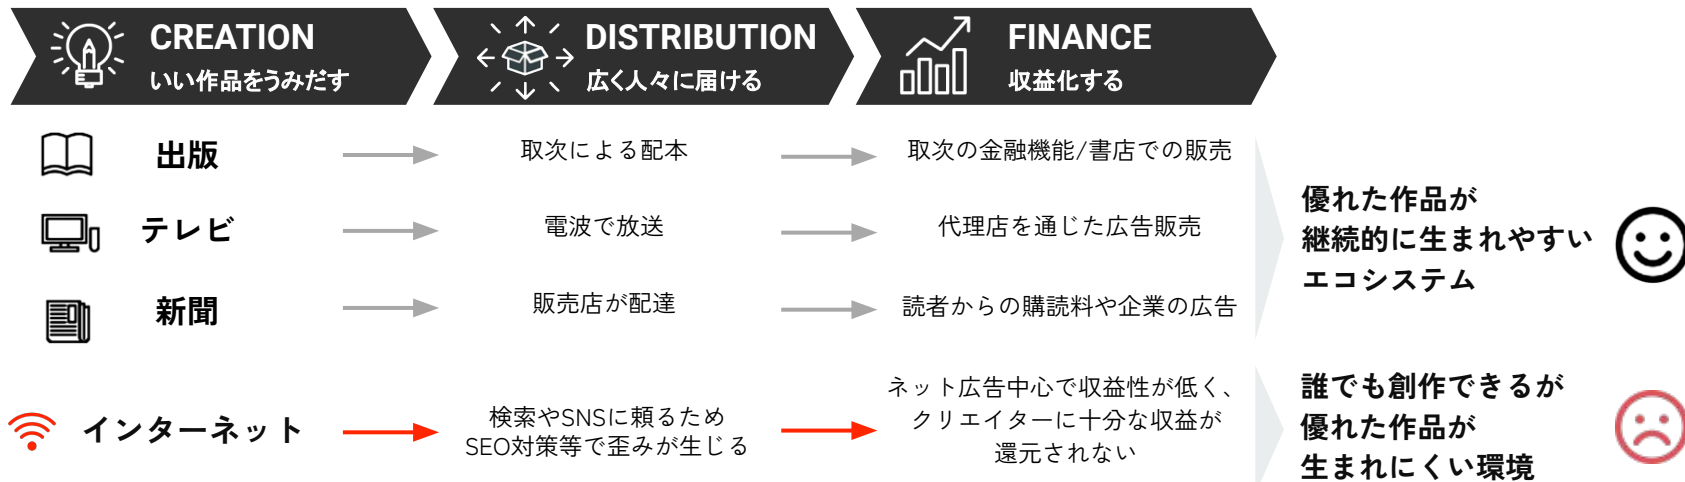 CREATION
いい作品をうみだす
DISTRIBUTION
広く人々に届ける
FINANCE
収益化する
出版
取次による配本
取次の金融機能/書店での販売
テレビ
電波で放送
代理店を通じた広告販売
新聞
販売店が配達
読者からの購読料や企業の広告
優れた作品が
継続的に生まれやすい
エコシステム
インターネット
検索やSNSに頼るため
SEO対策等で歪みが生じる
ネット広告中心で収益性が低く、
クリエイターに十分な収益が
還元されない
誰でも創作できるが
優れた作品が
生まれにくい環境